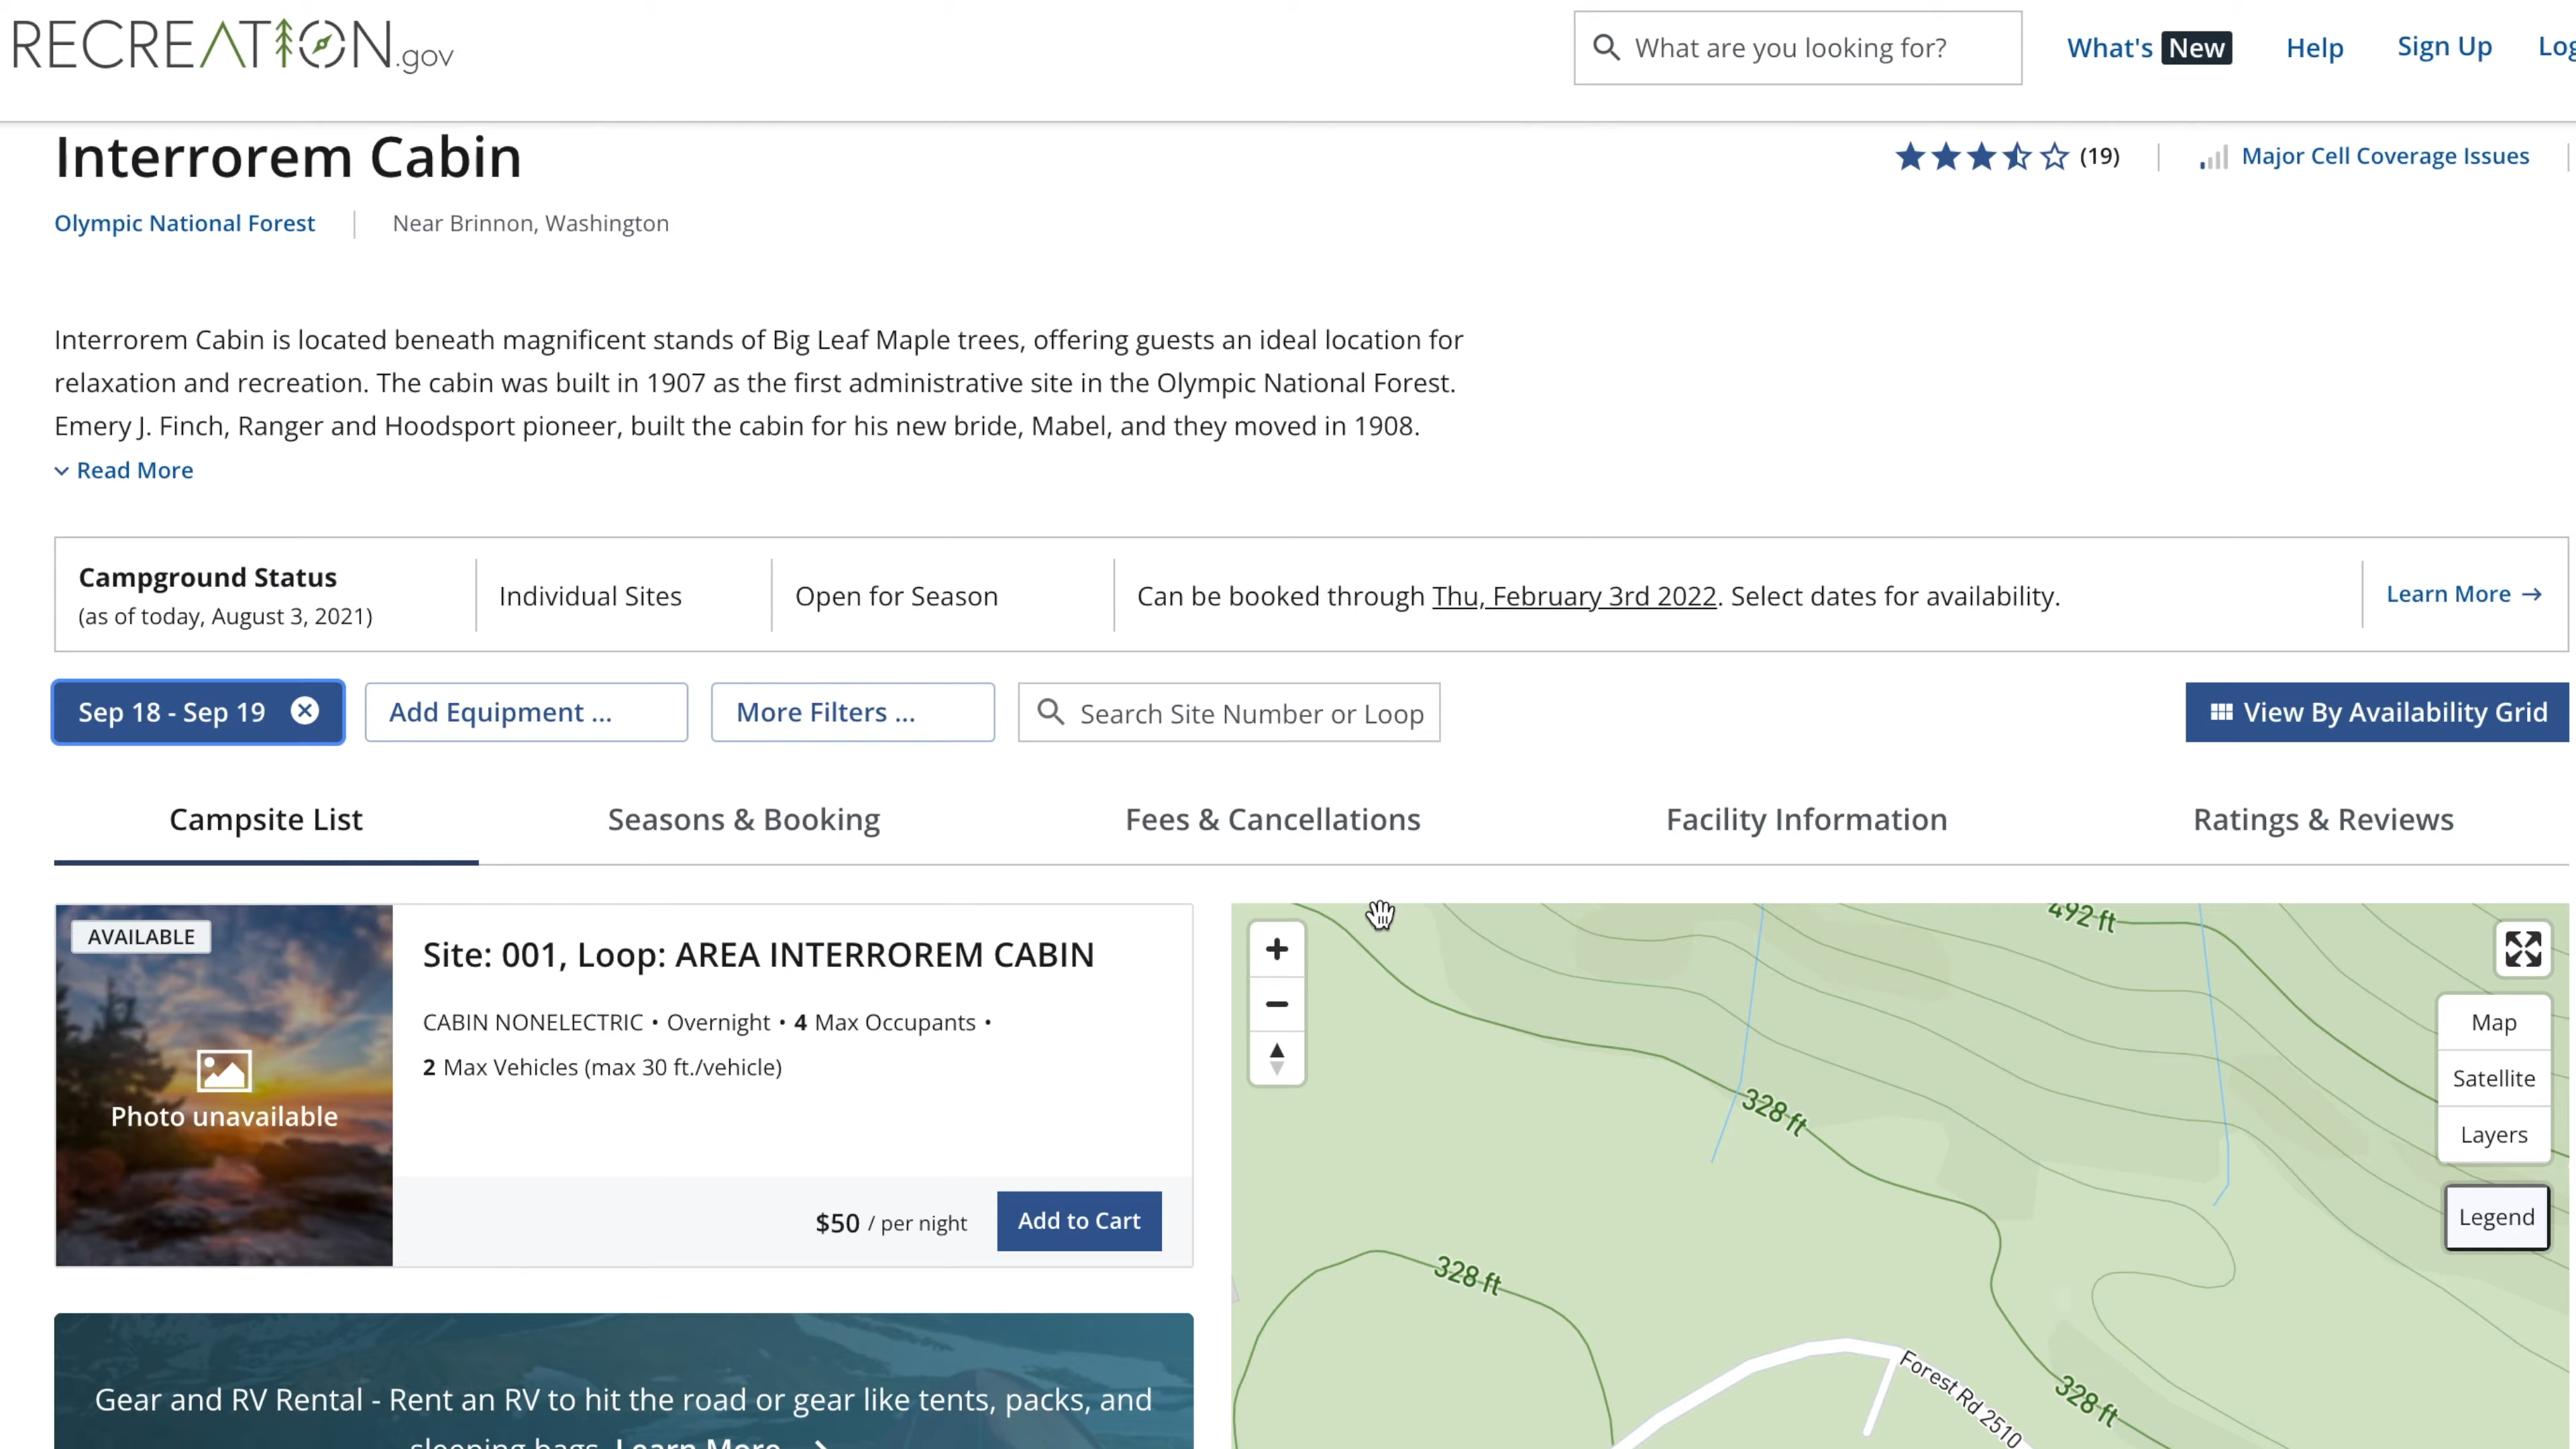 RECREATION.gov
What are you looking for?
What's New
Help
Sign Up
Interrorem Cabin
(19)
Major Cell Coverage Issues
Olympic National Forest
Near Brinnon, Washington
Interrorem Cabin is located beneath magnificent stands of Big Leaf Maple trees, offering guests an ideal location for
relaxation and recreation. The cabin was built in 1907 as the first administrative site in the Olympic National Forest.
Emery J. Finch, Ranger and Hoodsport pioneer, built the cabin for his new bride, Mabel, and they moved in 1908.
Read More
Campground Status
(as of today, August 3, 2021)
Individual Sites
Open for Season
Can be booked through Thu, February 3rd 2022. Select dates for availability.
Learn More →
Sep 18 - Sep 19
Add Equipment ...
More Filters ...
Search Site Number or Loop
View By Availability Grid
Campsite List
Seasons & Booking
Fees & Cancellations
Facility Information
Ratings & Reviews
AVAILABLE
Photo unavailable
Site: 001, Loop: AREA INTERROREM CABIN
CABIN NONELECTRIC • Overnight • 4 Max Occupants •
2 Max Vehicles (max 30 ft./vehicle)
$50 / per night
Add to Cart
492 ft
Map
Satellite
Layers
Legend
328 ft
328 ft
Forest Rd 2510
328 ft
Gear and RV Rental - Rent an RV to hit the road or gear like tents, packs, and
sleeping bags. Learn More